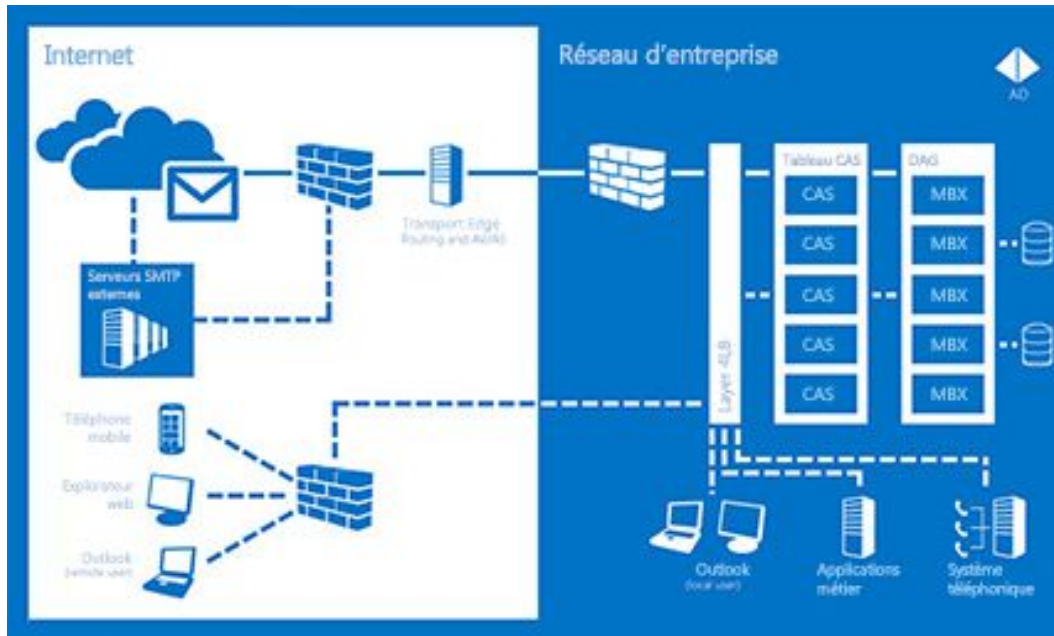 Internet
Réseau d'entreprise
AD
Transport Edge
Routing and AV/AS
Serveurs SMTP
externes
Téléphone
mobile
Explorateur
web
Outlook
(remote user)
Layer 4LB
Tableau CAS
CAS
CAS
CAS
CAS
CAS
DAG
MBX
MBX
MBX
MBX
MBX
Outlook
(local user)
Applications
métier
Système
téléphonique